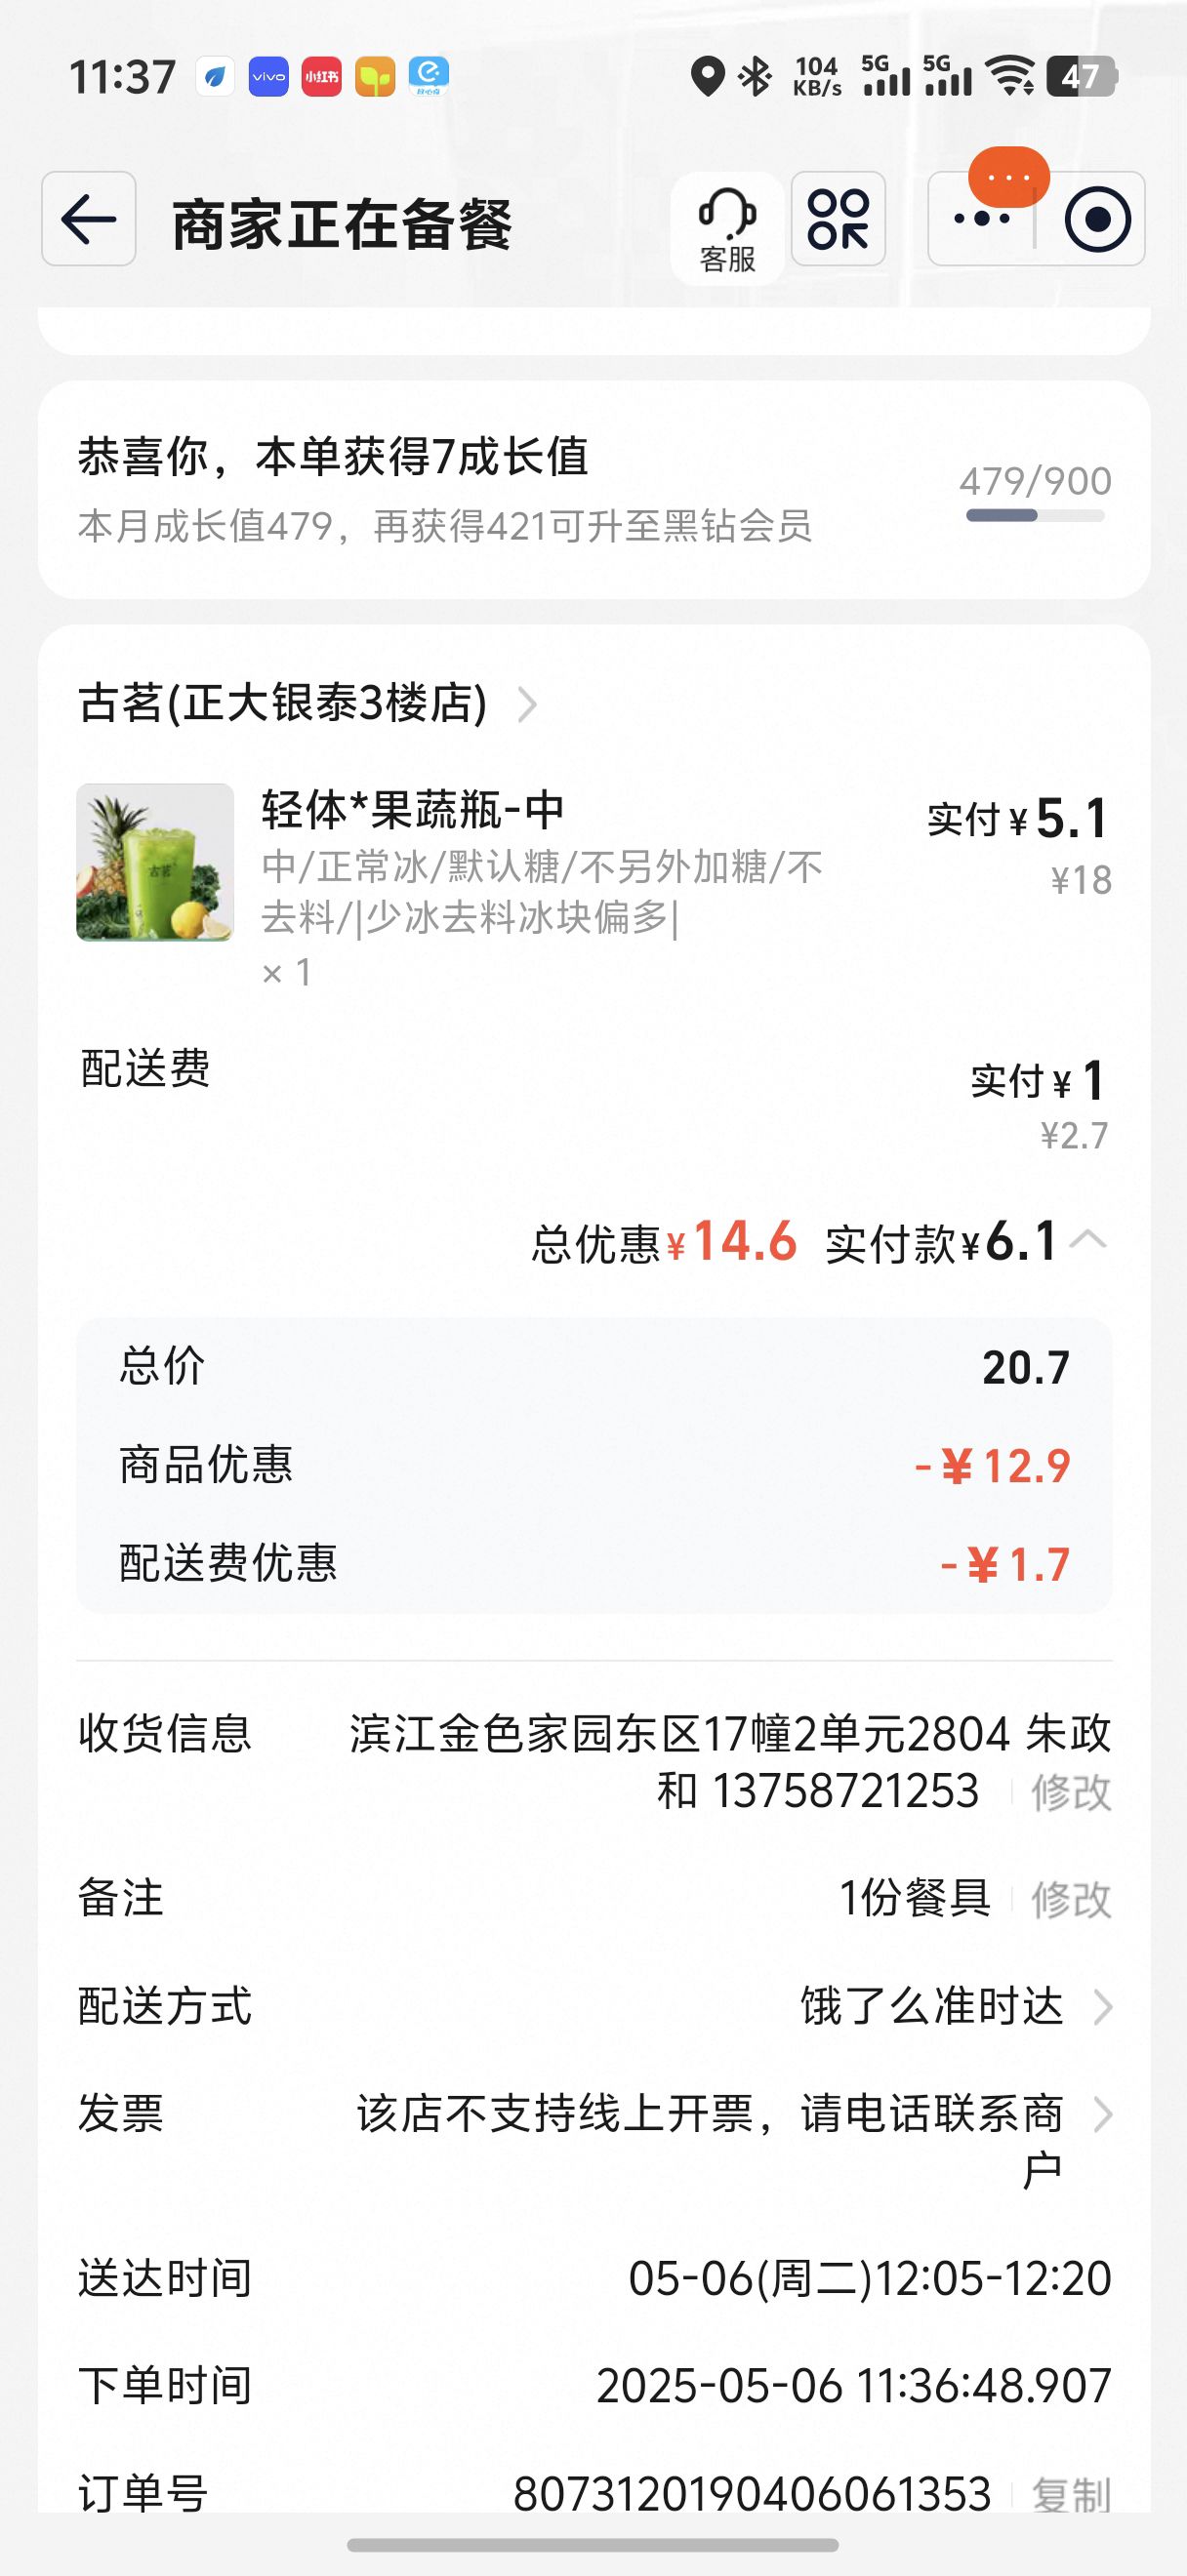 11:37
vivo
小红书
104
KB/s
5G
5G
47
商家正在备餐
客服
恭喜你，本单获得7成长值
479/900
本月成长值479，再获得421可升至黑钻会员
古茗(正大银泰3楼店)
轻体*果蔬瓶-中
实付¥5.1
中/正常冰/默认糖/不另外加糖/不
¥18
去料/|少冰去料冰块偏多|
× 1
古茗
配送费
实付¥1
¥2.7
总优惠¥14.6 实付款¥6.1
总价
20.7
商品优惠
-¥12.9
配送费优惠
-¥1.7
收货信息
滨江金色家园东区17幢2单元2804 朱政
和 13758721253
修改
备注
1份餐具
修改
配送方式
饿了么准时达
发票
该店不支持线上开票，请电话联系商
户
送达时间
05-06(周二)12:05-12:20
下单时间
2025-05-06 11:36:48.907
订单号
8073120190406061353
复制